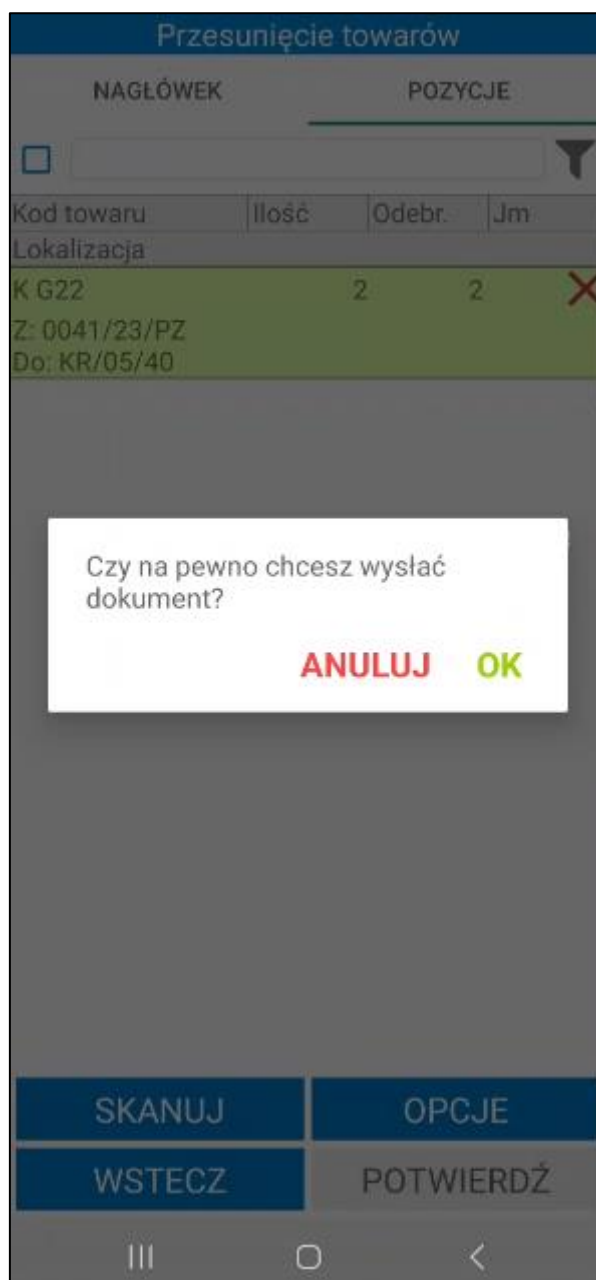 Przesunięcie towarów
NAGŁÓWEK POZYCJE
Kod towaru Ilość Odebr. Jm
Lokalizacja
K G22 2 2
Z: 0041/23/PZ
Do: KR/05/40
Czy na pewno chcesz wysłać
dokument?
ANULUJ OK
SKANUJ OPCJE
WSTECZ POTWIERDŹ